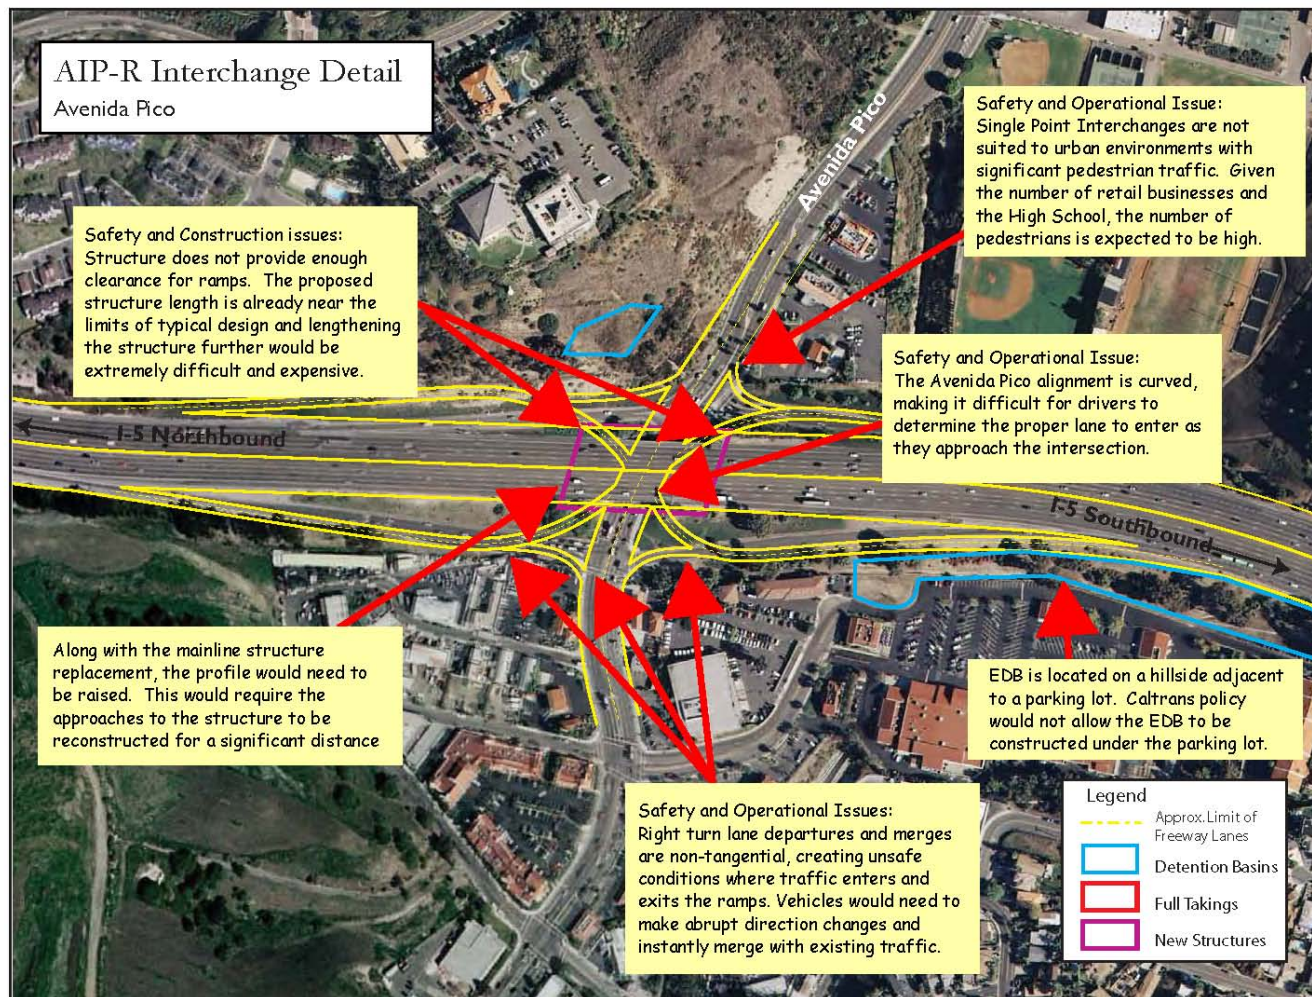 AIP-R Interchange Detail
Avenida Pico
Avenida Pico
Safety and Operational Issue:
Single Point Interchanges are not
suited to urban environments with
significant pedestrian traffic. Given
the number of retail businesses and
the High School, the number of
pedestrians is expected to be high.
Safety and Construction issues:
Structure does not provide enough
clearance for ramps. The proposed
structure length is already near the
limits of typical design and lengthening
the structure further would be
extremely difficult and expensive.
Safety and Operational Issue:
The Avenida Pico alignment is curved,
making it difficult for drivers to
determine the proper lane to enter as
they approach the intersection.
I-5 Northbound
I-5 Southbound
Along with the mainline structure
replacement, the profile would need to
be raised. This would require the
approaches to the structure to be
reconstructed for a significant distance
EDB is located on a hillside adjacent
to a parking lot. Caltrans policy
would not allow the EDB to be
constructed under the parking lot.
Safety and Operational Issues:
Right turn lane departures and merges
are non-tangential, creating unsafe
conditions where traffic enters and
exits the ramps. Vehicles would need to
make abrupt direction changes and
instantly merge with existing traffic.
Legend
Approx. Limit of
Freeway Lanes
Detention Basins
Full Takings
New Structures